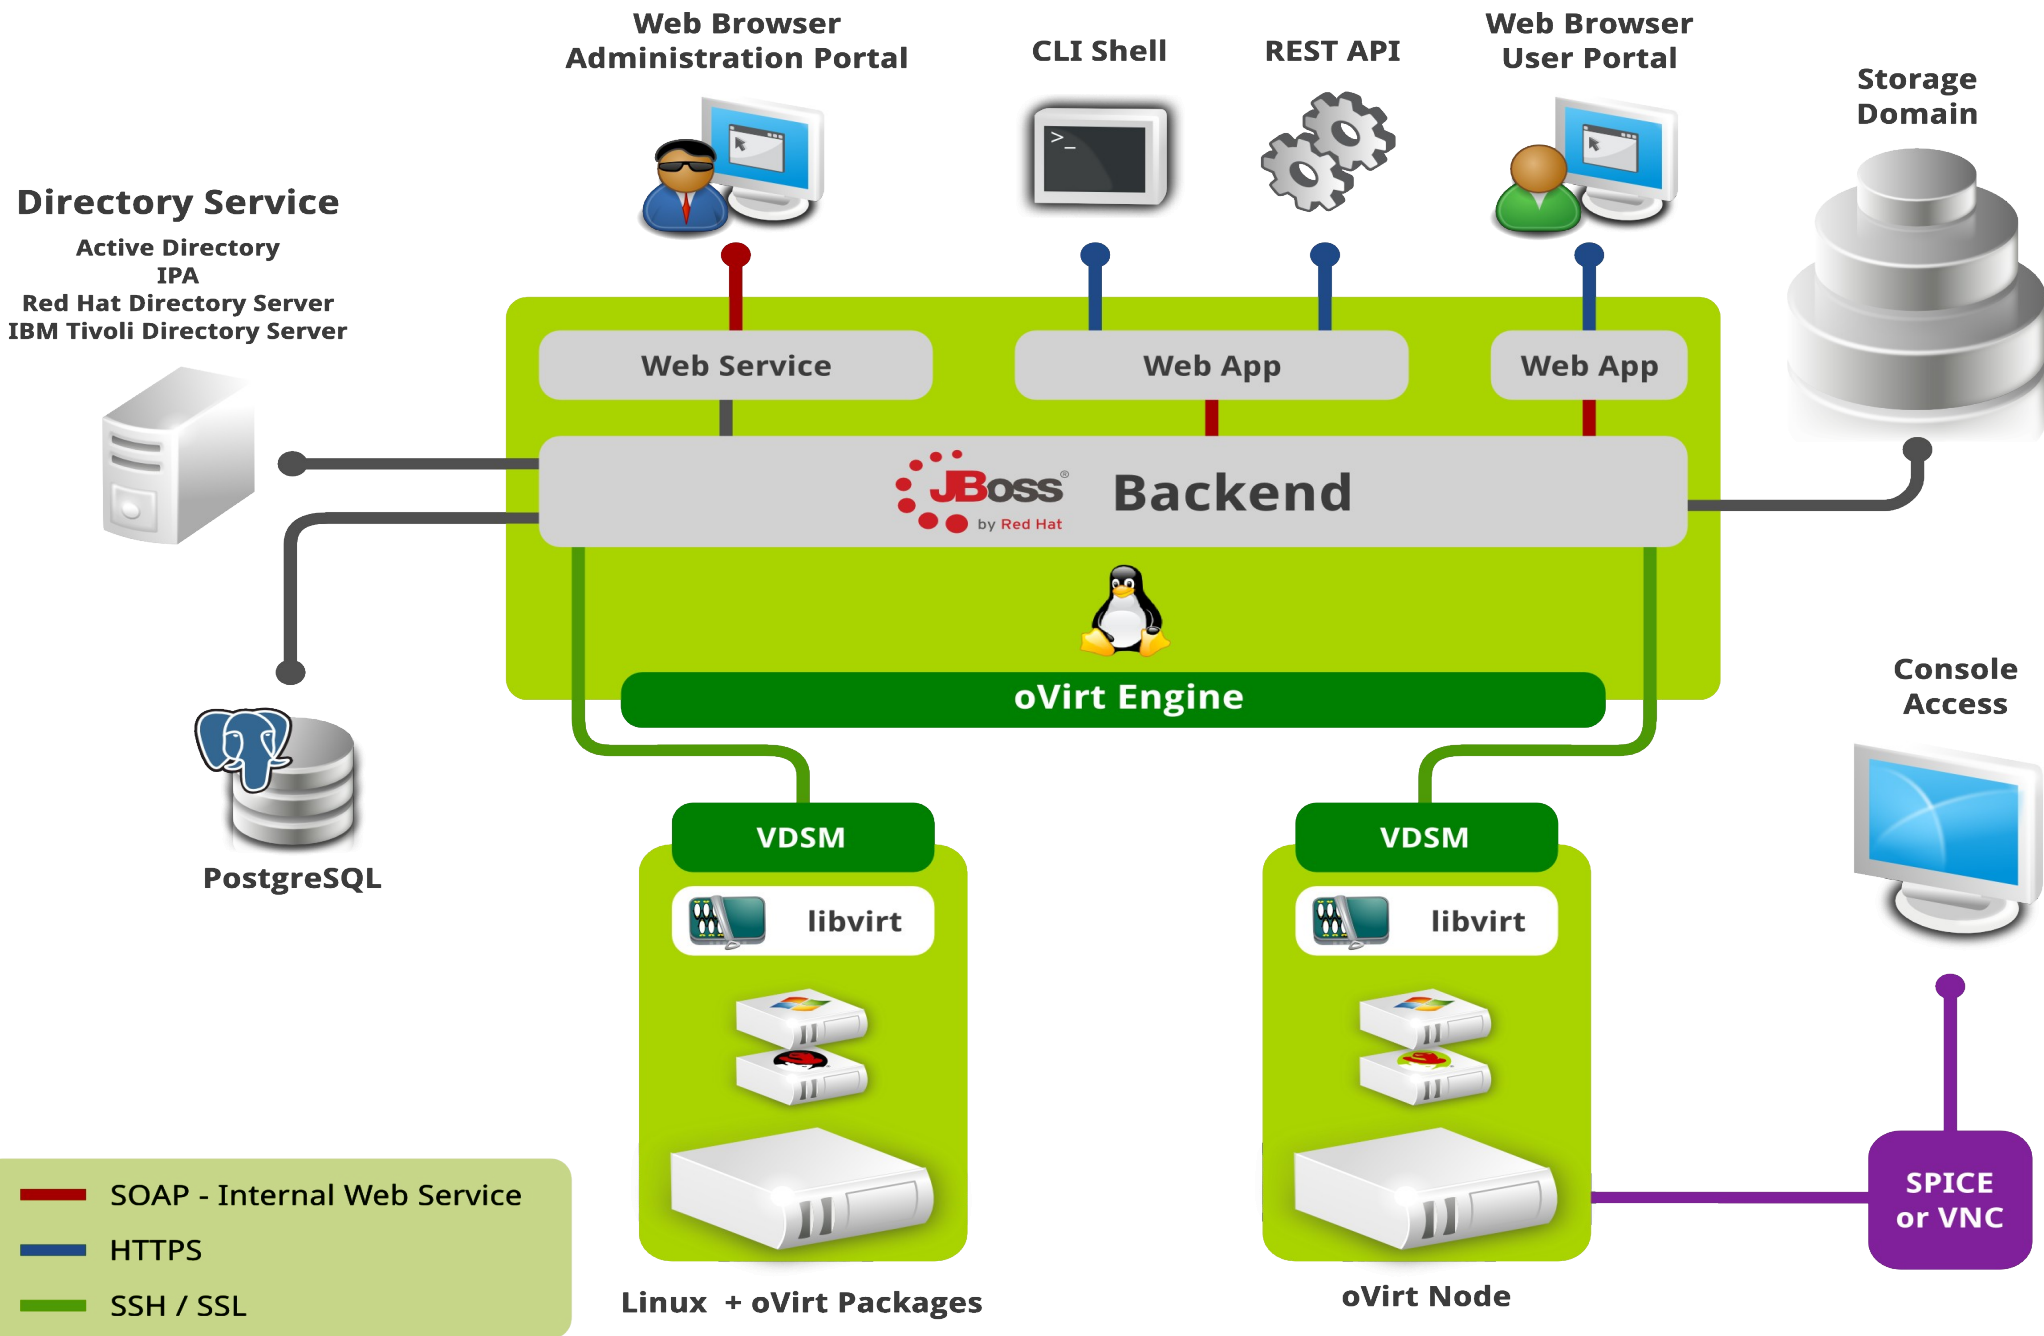 Web Browser
Administration Portal
CLI Shell
REST API
Web Browser
User Portal
Storage
Domain
Directory Service
Active Directory
IPA
Red Hat Directory Server
IBM Tivoli Directory Server
>_
Web Service
Web App
Web App
JBoss®
by Red Hat
Backend
oVirt Engine
Console
Access
PostgreSQL
VDSM
libvirt
VDSM
libvirt
SPICE
or VNC
SOAP - Internal Web Service
HTTPS
SSH / SSL
Linux + oVirt Packages
oVirt Node